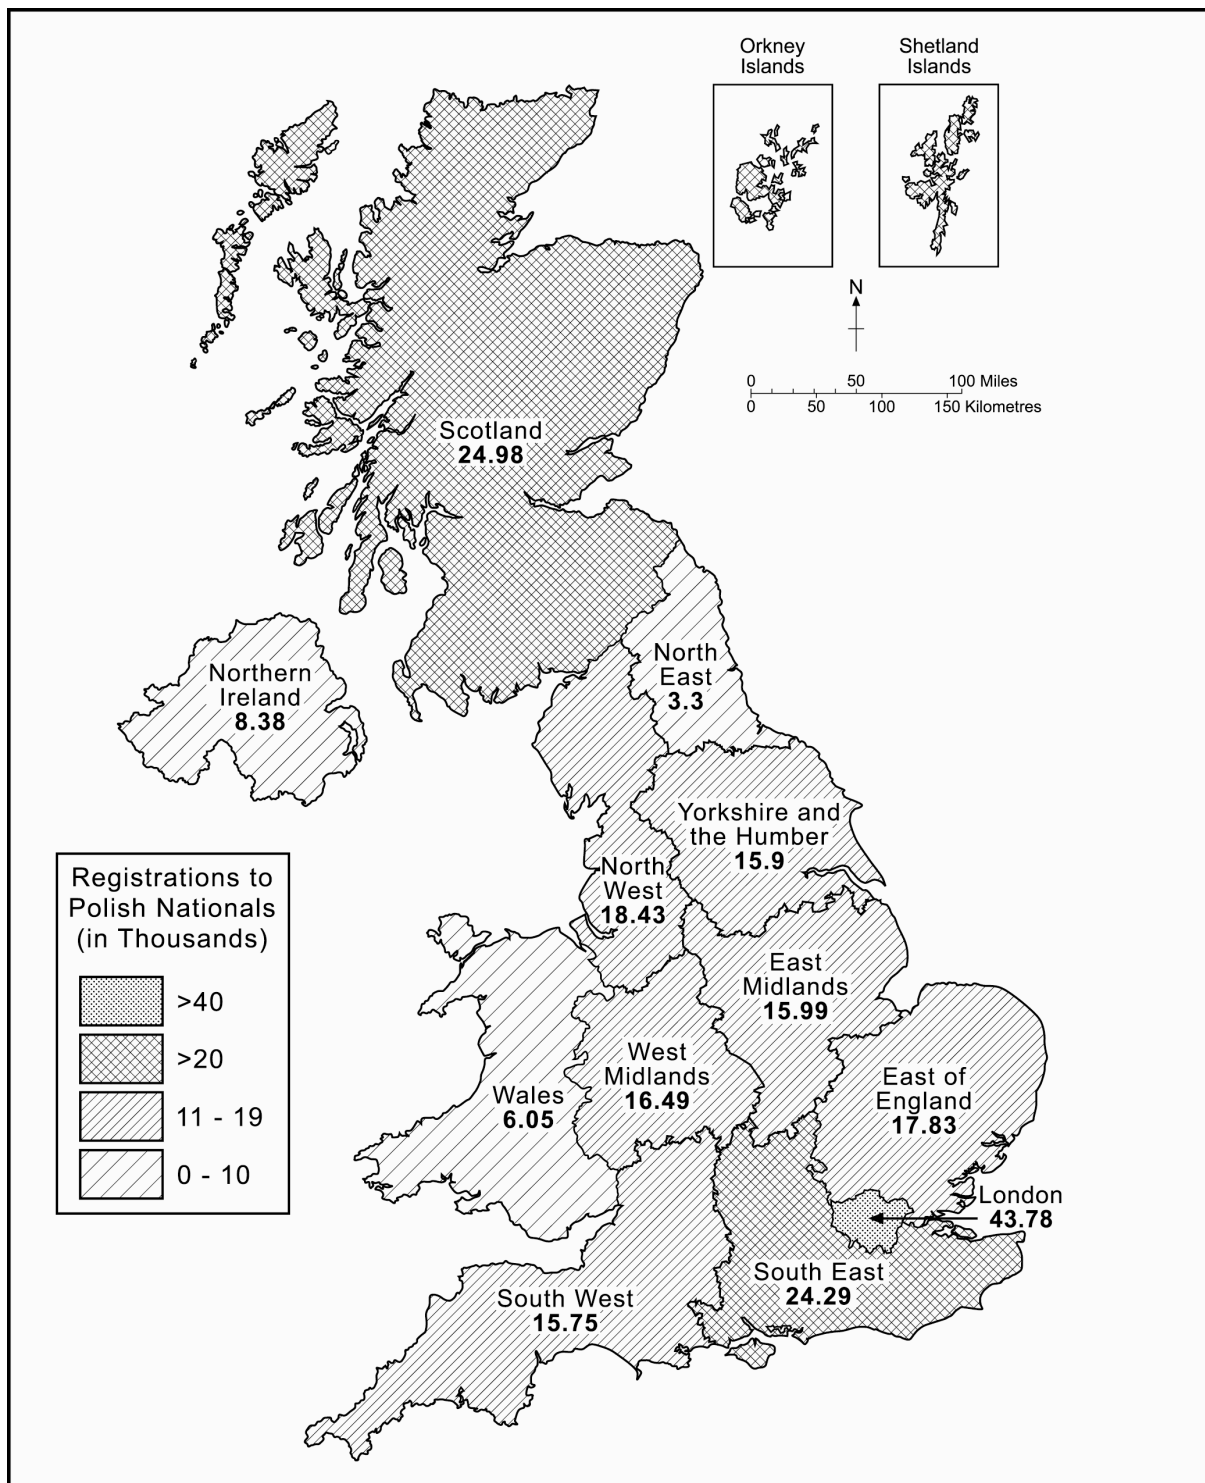 Orkney
Islands
Shetland
Islands
N
0 50 100 Miles
0 50 100 150 Kilometres
Scotland
24.98
Northern
Ireland
8.38
North
East
3.3
Yorkshire and
the Humber
15.9
North
West
18.43
East
Midlands
15.99
West
Midlands
16.49
Wales
6.05
East of
England
17.83
London
43.78
South East
24.29
South West
15.75
Registrations to
Polish Nationals
(in Thousands)
>40
>20
11 - 19
0 - 10